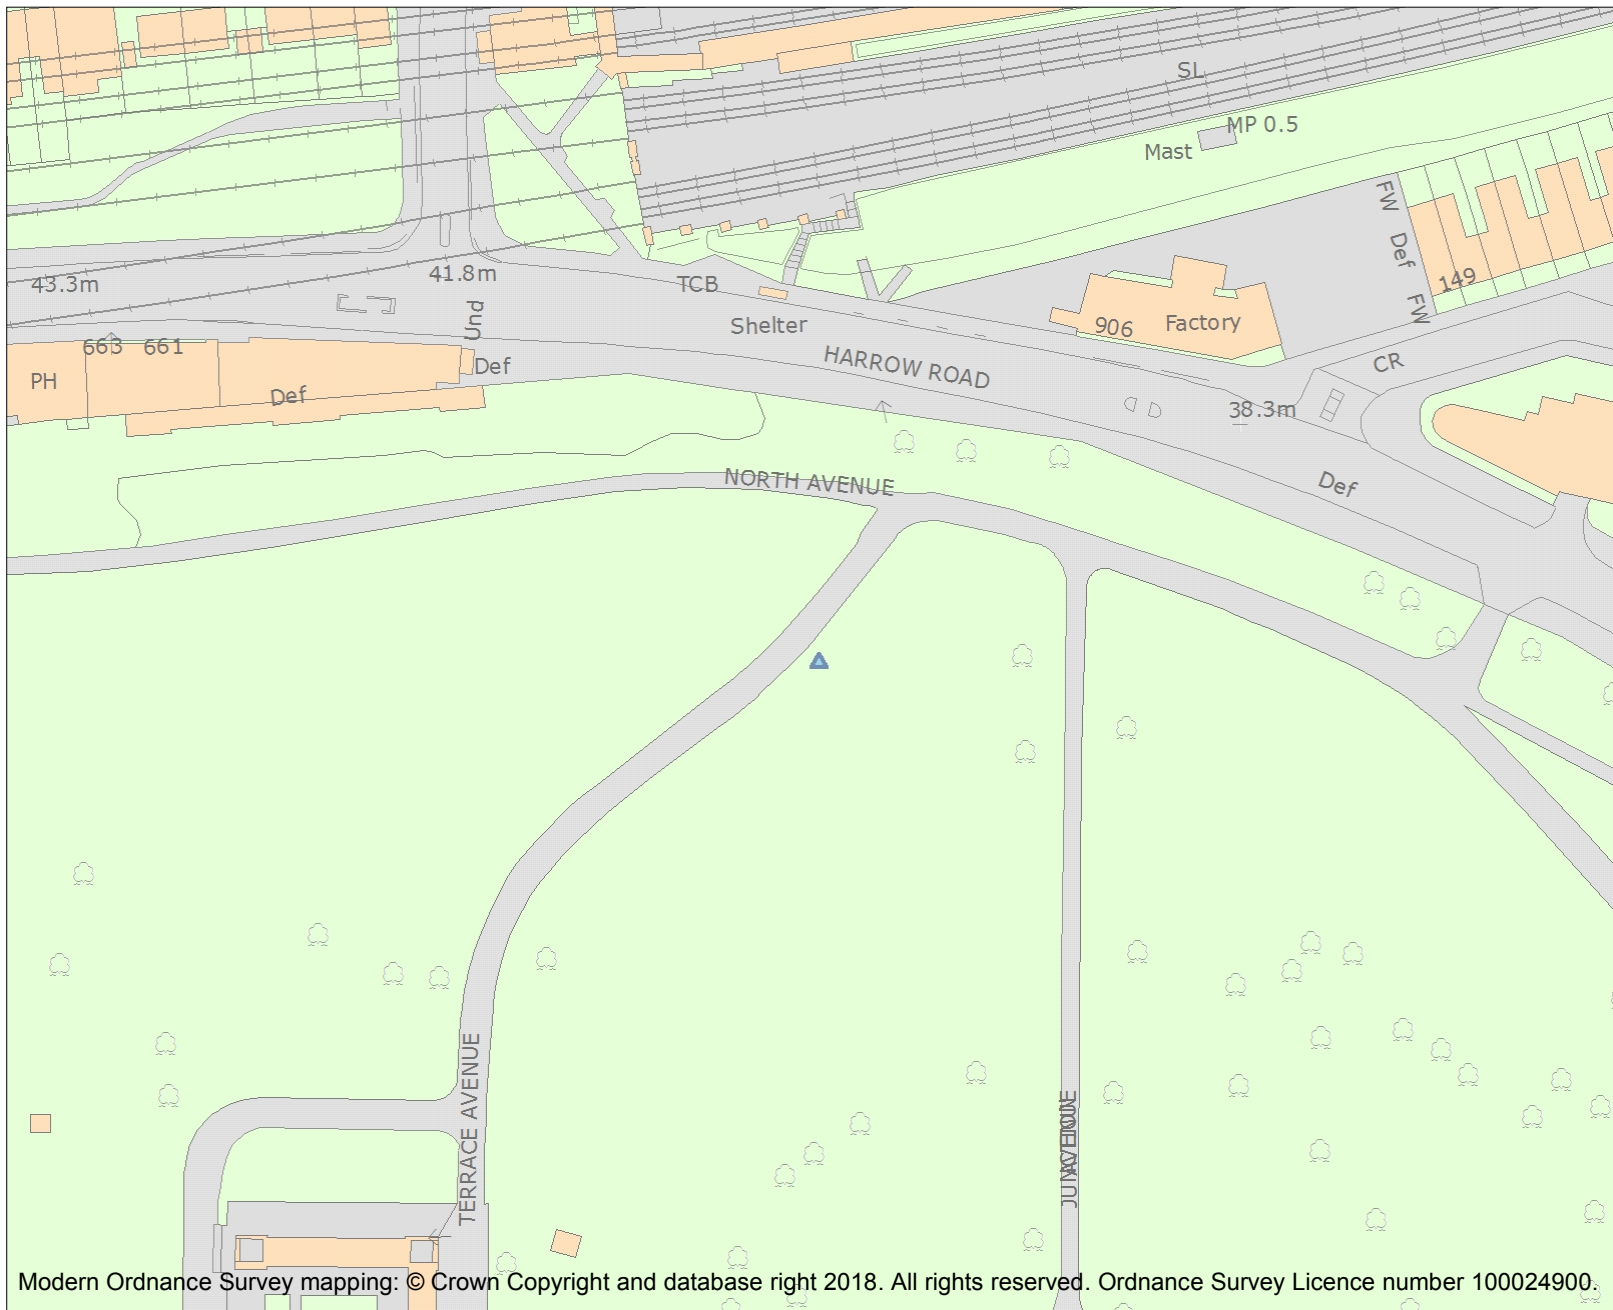 SL
MP 0.5
Mast
FW
Def
FW
149
43.3m
41.8m
TCB
Und
Shelter
906
Factory
663
661
HARROW ROAD
CR
PH
Def
Def
38.3m
Def
NORTH AVENUE
TERRACE AVENUE
JUNCTION
AVENUE
Modern Ordnance Survey mapping: © Crown Copyright and database right 2018. All rights reserved. Ordnance Survey Licence number 100024900.